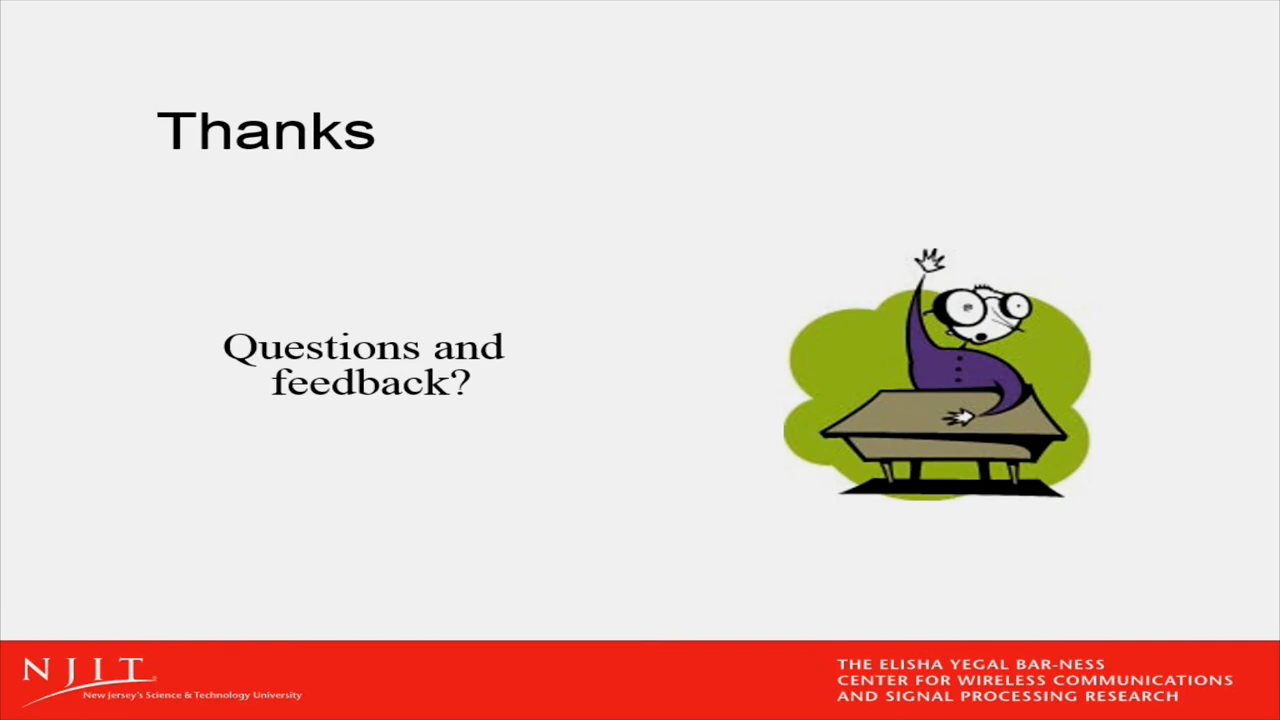 Thanks
Questions and
feedback?
NJIT
New Jersey's Science & Technology University
THE ELISHA YEGAL BAR-NESS
CENTER FOR WIRELESS COMMUNICATIONS
AND SIGNAL PROCESSING RESEARCH